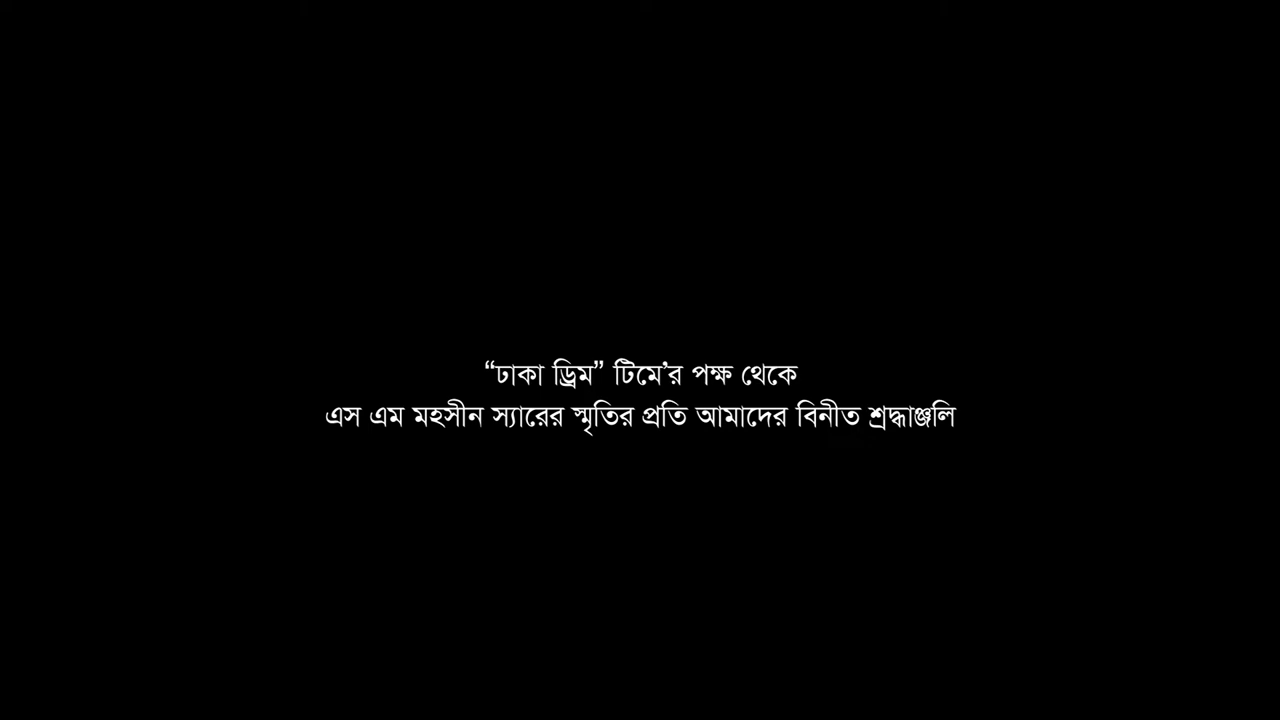 “ঢাকা ড্রিম” টিমে’র পক্ষ থেকে
এস এম মহসীন স্যারের স্মৃতির প্রতি আমাদের বিনীত শ্রদ্ধাঞ্জলি